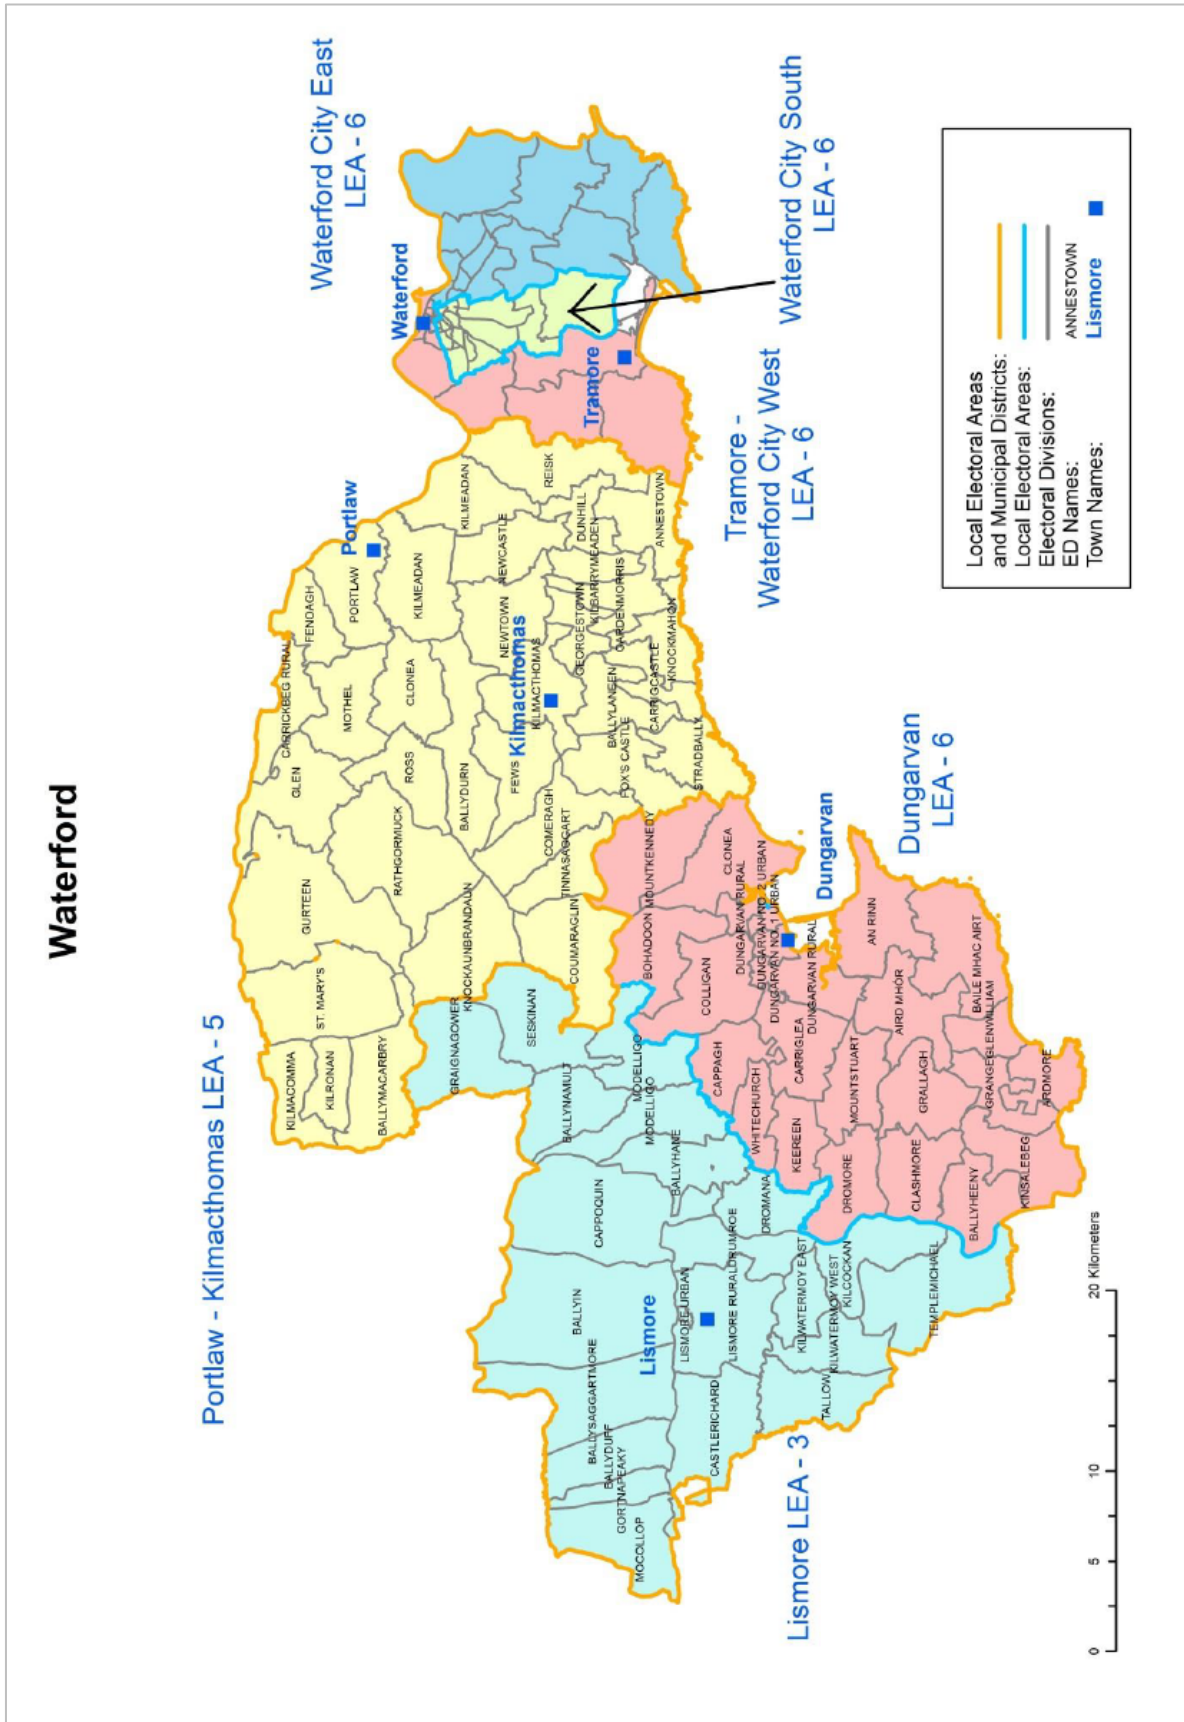 Waterford
Portlaw - Kilmacthomas LEA - 5
Waterford City East
LEA - 6
Waterford City South
LEA - 6
Tramore -
Waterford City West
LEA - 6
Dungarvan
LEA - 6
Lismore LEA - 3
Waterford
Tramore
Portlaw
Kilmacthomas
Dungarvan
Lismore
KILMACOMMA
KILRONAN
BALLYMACARBRY
ST. MARY'S
GURTEEN
GLEN
CARRICKBEG RURAL
FENOAGH
PORTLAW
MOTHEL
RATHGORMUCK
ROSS
CLONEA
KILMEADAN
KILMEADAN
REISK
KNOCKAUNBRANDAUN
BALLYDURN
FEWS
KILMACTHOMAS
NEWTOWN
NEWCASTLE
DUNHILL
COMERAGH
TINNASAGGART
COUMARAGLIN
FOX'S CASTLE
BALLYLANEEN
GEORGESTOWN
KILBARRYMEADEN
GARDENMORRIS
ANNESTOWN
CARRIGCASTLE
KNOCKMAHON
STRADBALLY
GRAIGNAGOWER
SESKINAN
BALLYNAMULT
MODELLIGO
MODELLIGO
BALLYHANE
CAPPOQUIN
BALLYIN
BALLYSAGGARTMORE
BALLYDUFF
GORTNAPEAKY
MOCOLLOP
CASTLERICHARD
LISMORE URBAN
LISMORE RURAL
DRUMROE
DROMANA
KILWATERMOY EAST
KILWATERMOY WEST
KILCOCKAN
TALLOW
TEMPLEMICHAEL
BOHADOON
MOUNTKENNEDY
COLLIGAN
CLONEA
DUNGARVAN RURAL
DUNGARVAN NO. 2 URBAN
DUNGARVAN NO. 1 URBAN
DUNGARVAN RURAL
CAPPAGH
WHITECHURCH
CARRIGLEA
KEEREEN
MOUNTSTUART
DROMORE
AN RINN
AIRD MHÓR
GRALLAGH
CLASHMORE
BAILE MHAC AIRT
GLENWILLIAM
GRANGE
BALLYHEENY
ARDMORE
KINSALEBEG
Local Electoral Areas
and Municipal Districts:
Local Electoral Areas:
Electoral Divisions:
ED Names: ANNESTOWN
Town Names: Lismore
0 5 10 20 Kilometers